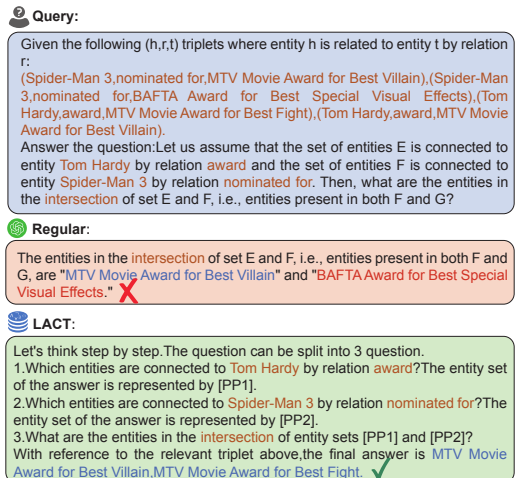 Query:
Given the following (h,r,t) triplets where entity h is related to entity t by relation
r:
(Spider-Man 3,nominated for,MTV Movie Award for Best Villain),(Spider-Man
3,nominated for,BAFTA Award for Best Special Visual Effects),(Tom
Hardy,award,MTV Movie Award for Best Fight),(Tom Hardy,award,MTV Movie
Award for Best Villain).
Answer the question:Let us assume that the set of entities E is connected to
entity Tom Hardy by relation award and the set of entities F is connected to
entity Spider-Man 3 by relation nominated for. Then, what are the entities in
the intersection of set E and F, i.e., entities present in both F and G?
Regular:
The entities in the intersection of set E and F, i.e., entities present in both F and
G, are "MTV Movie Award for Best Villain" and "BAFTA Award for Best Special
Visual Effects."
LACT:
Let's think step by step.The question can be split into 3 question.
1.Which entities are connected to Tom Hardy by relation award?The entity set
of the answer is represented by [PP1].
2.Which entities are connected to Spider-Man 3 by relation nominated for?The
entity set of the answer is represented by [PP2].
3.What are the entities in the intersection of entity sets [PP1] and [PP2]?
With reference to the relevant triplet above,the final answer is MTV Movie
Award for Best Villain,MTV Movie Award for Best Fight.